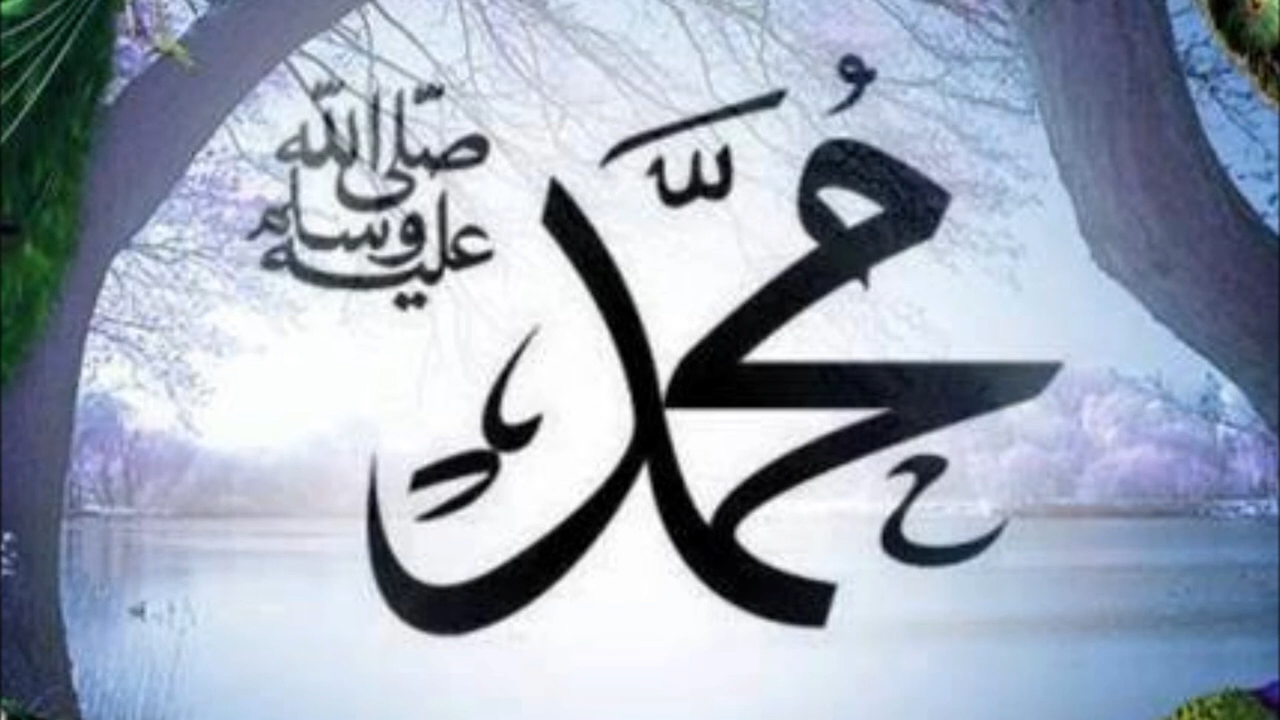 مُحَمَّد
صلى الله
عليه وسلم